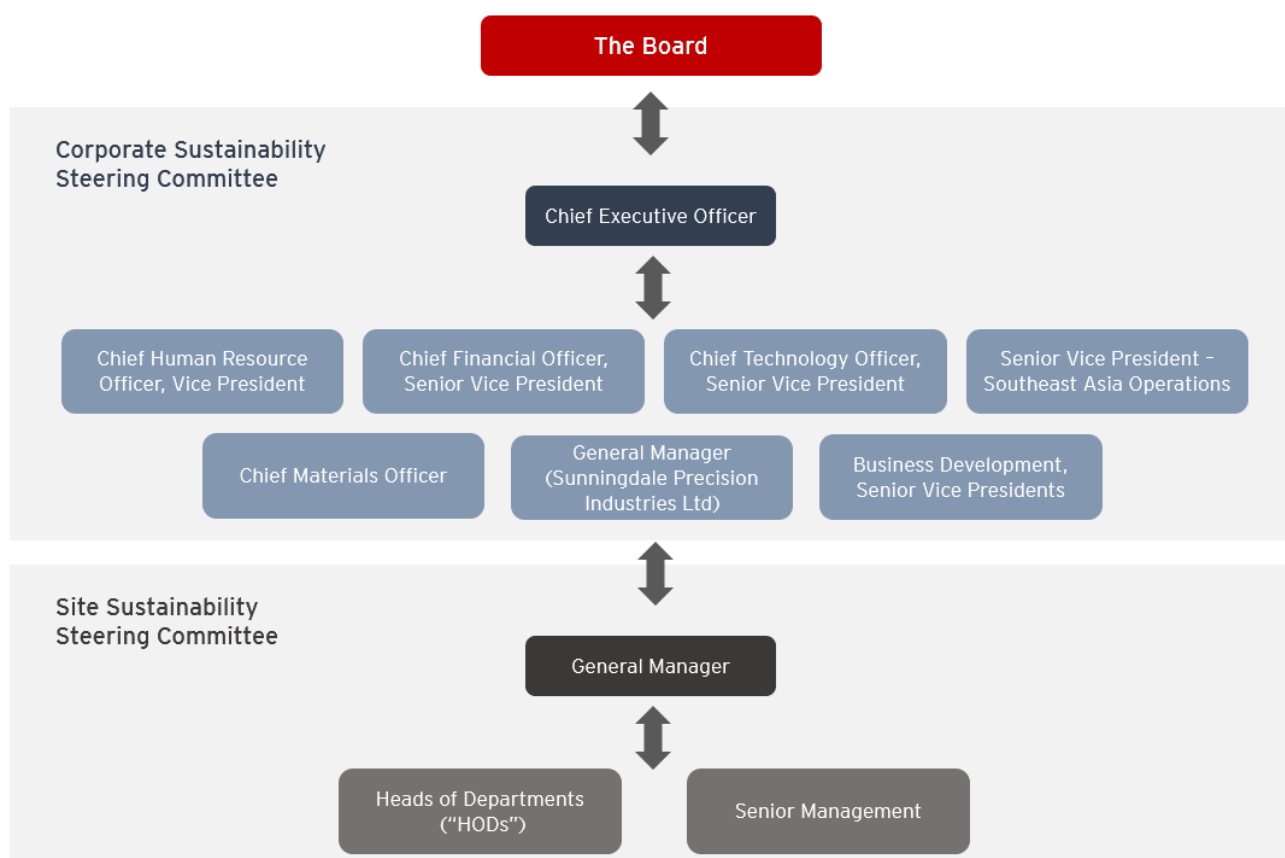 The Board
Corporate Sustainability
Steering Committee
Chief Executive Officer
Chief Human Resource
Officer, Vice President
Chief Financial Officer,
Senior Vice President
Chief Technology Officer,
Senior Vice President
Senior Vice President –
Southeast Asia Operations
Chief Materials Officer
General Manager
(Sunningdale Precision
Industries Ltd)
Business Development,
Senior Vice Presidents
Site Sustainability
Steering Committee
General Manager
Heads of Departments
(“HODs”)
Senior Management